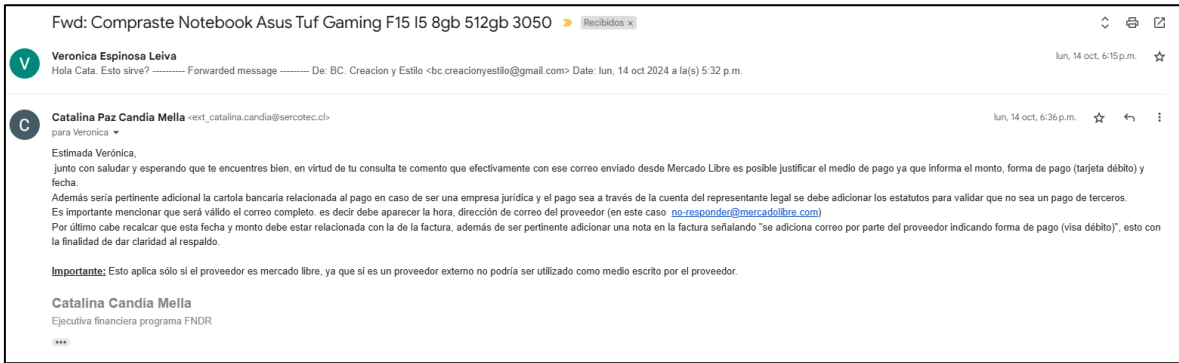 Fwd: Compraste Notebook Asus Tuf Gaming F15 I5 8gb 512gb 3050 Recibidos x
V
Veronica Espinosa Leiva lun, 14 oct, 6:15 p.m.
Hola Cata. Esto sirve? ---------- Forwarded message --------- De: BC. Creacion y Estilo <bc.creacionyestilo@gmail.com> Date: lun, 14 oct 2024 a la(s) 5:32 p.m.
C
Catalina Paz Candia Mella <ext_catalina.candia@sercotec.cl> lun, 14 oct, 6:36 p.m.
para Veronica
Estimada Verónica,
junto con saludar y esperando que te encuentres bien, en virtud de tu consulta te comento que efectivamente con ese correo enviado desde Mercado Libre es posible justificar el medio de pago ya que informa el monto, forma de pago (tarjeta débito) y
fecha.
Además sería pertinente adicional la cartola bancaria relacionada al pago en caso de ser una empresa jurídica y el pago sea a través de la cuenta del representante legal se debe adicionar los estatutos para validar que no sea un pago de terceros.
Es importante mencionar que será válido el correo completo. es decir debe aparecer la hora, dirección de correo del proveedor (en este caso no-responder@mercadolibre.com)
Por último cabe recalcar que esta fecha y monto debe estar relacionada con la de la factura, además de ser pertinente adicionar una nota en la factura señalando "se adiciona correo por parte del proveedor indicando forma de pago (visa débito)", esto con
la finalidad de dar claridad al respaldo.
Importante: Esto aplica sólo si el proveedor es mercado libre, ya que si es un proveedor externo no podría ser utilizado como medio escrito por el proveedor.
Catalina Candia Mella
Ejecutiva financiera programa FNDR